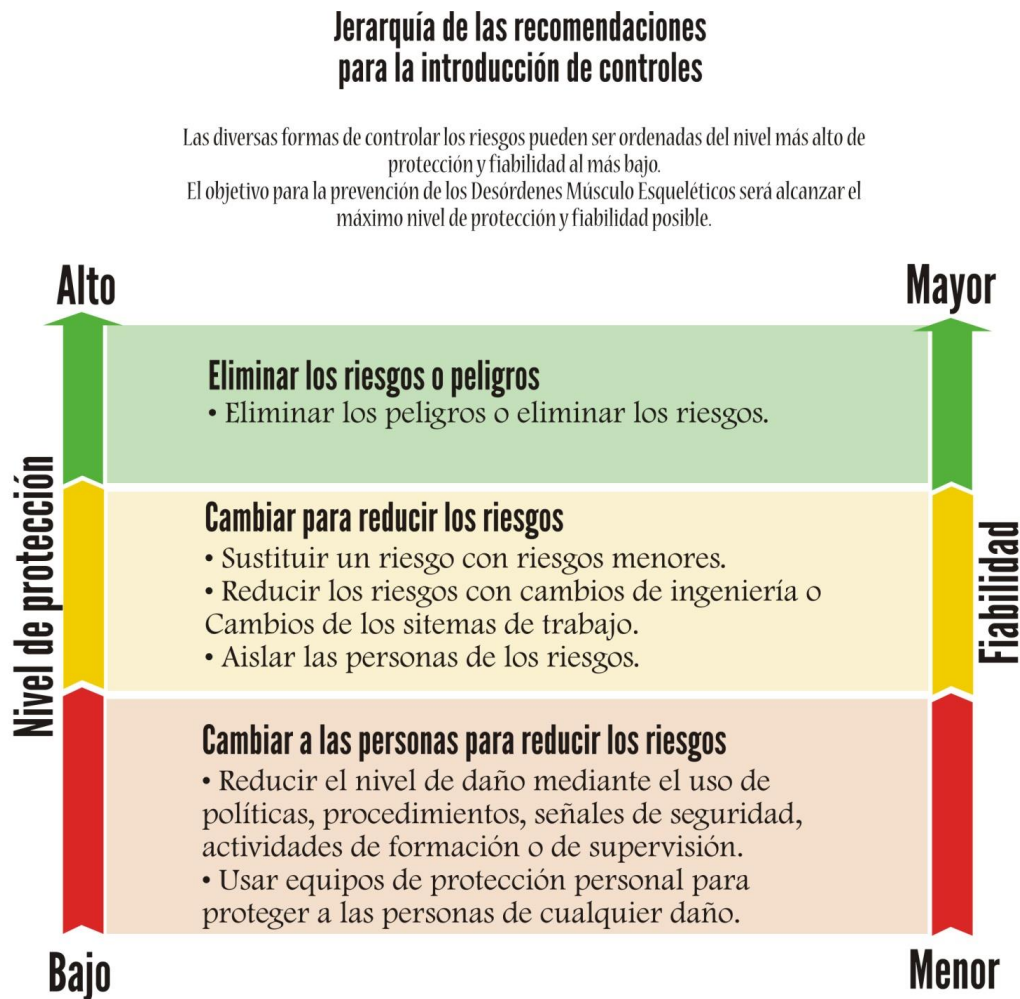 Jerarquía de las recomendaciones
para la introducción de controles
Las diversas formas de controlar los riesgos pueden ser ordenadas del nivel más alto de
protección y fiabilidad al más bajo.
El objetivo para la prevención de los Desórdenes Músculo Esqueléticos será alcanzar el
máximo nivel de protección y fiabilidad posible.
Alto
Mayor
Nivel de protección
Fiabilidad
Eliminar los riesgos o peligros
• Eliminar los peligros o eliminar los riesgos.
Cambiar para reducir los riesgos
• Sustituir un riesgo con riesgos menores.
• Reducir los riesgos con cambios de ingeniería o
Cambios de los sitemas de trabajo.
• Aislar las personas de los riesgos.
Cambiar a las personas para reducir los riesgos
• Reducir el nivel de daño mediante el uso de
políticas, procedimientos, señales de seguridad,
actividades de formación o de supervisión.
• Usar equipos de protección personal para
proteger a las personas de cualquier daño.
Bajo
Menor